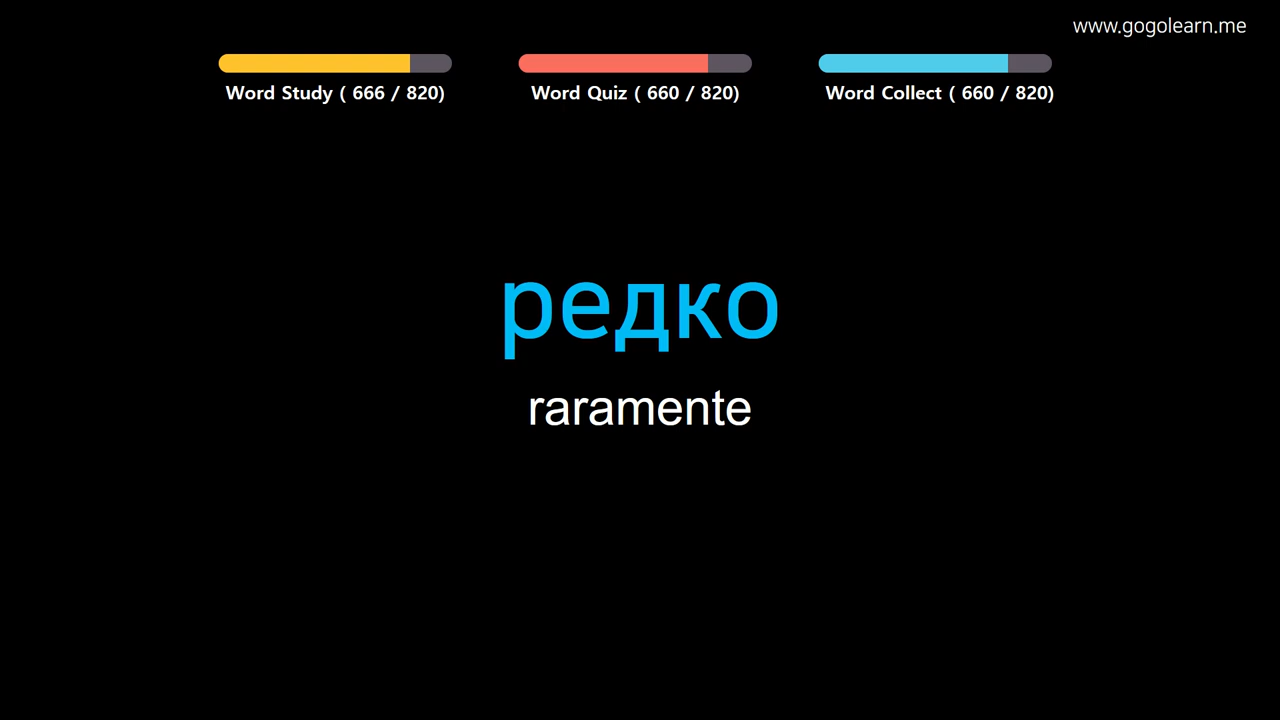 www.gogolearn.me
Word Study ( 666 / 820)
Word Quiz ( 660 / 820)
Word Collect ( 660 / 820)
редко
raramente